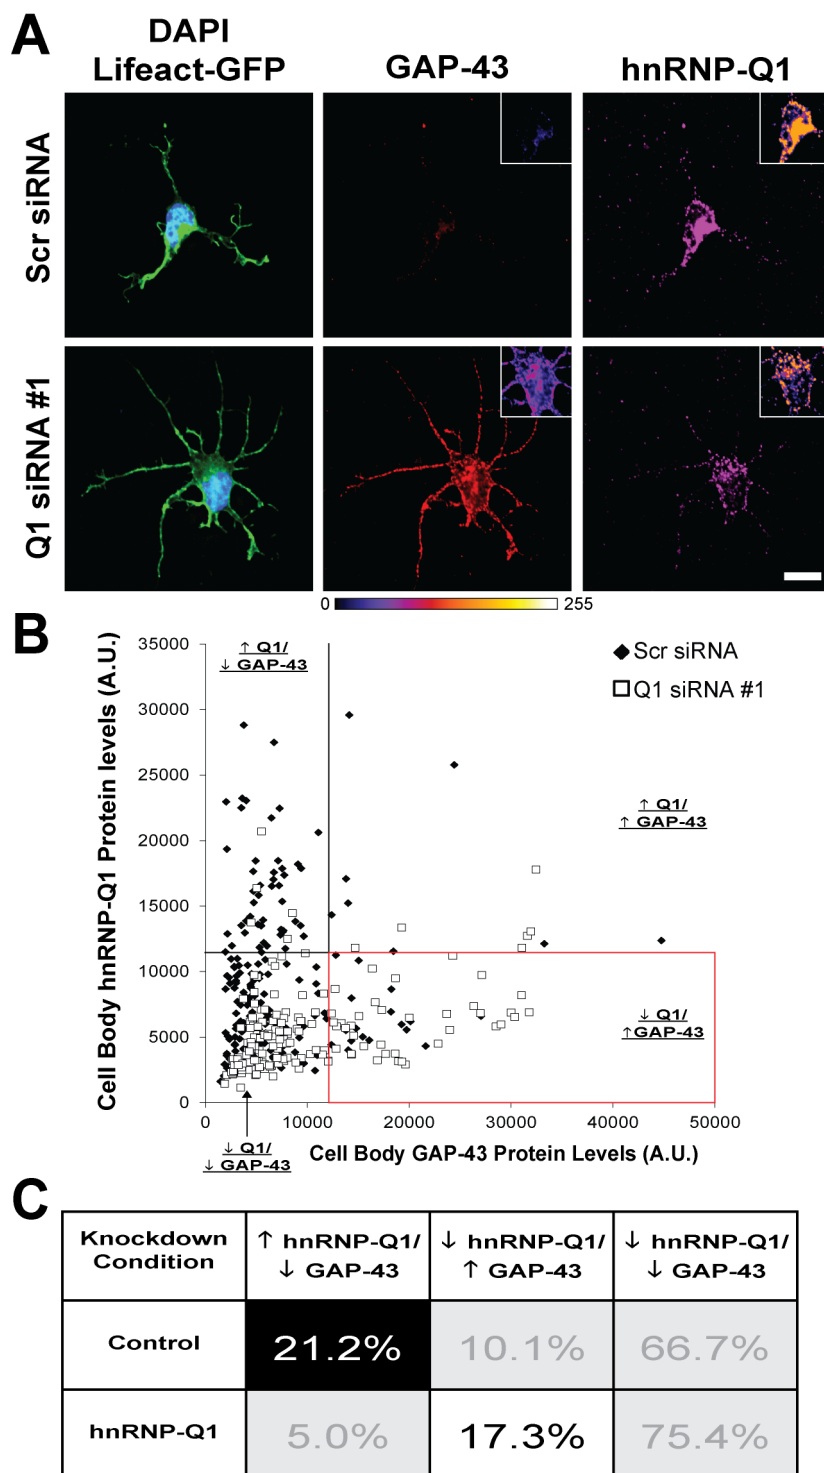 A
DAPI
Lifeact-GFP
GAP-43
hnRNP-Q1
Scr siRNA
Q1 siRNA #1
0
255
B
Cell Body hnRNP-Q1 Protein levels (A.U.)
35000
30000
25000
20000
15000
10000
5000
0
↑ Q1/
↓ GAP-43
Scr siRNA
Q1 siRNA #1
↑ Q1/
↑ GAP-43
↓ Q1/
↑GAP-43
0
10000
20000
30000
40000
50000
↓ Q1/
↓ GAP-43
Cell Body GAP-43 Protein Levels (A.U.)
C
Knockdown
Condition
↑ hnRNP-Q1/
↓ GAP-43
↓ hnRNP-Q1/
↑ GAP-43
↓ hnRNP-Q1/
↓ GAP-43
Control
21.2%
10.1%
66.7%
hnRNP-Q1
5.0%
17.3%
75.4%